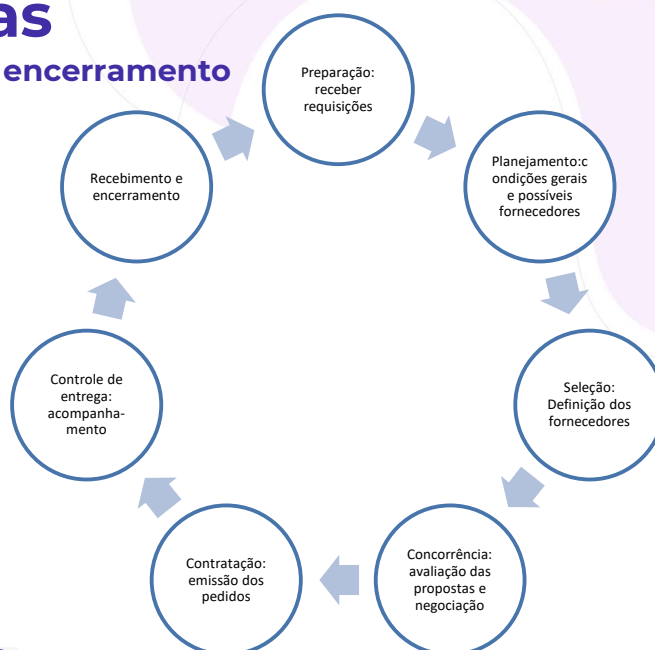 as
encerramento
Preparação:
receber
requisições
Planejamento:c
ondições gerais
e possíveis
fornecedores
Seleção:
Definição dos
fornecedores
Concorrência:
avaliação das
propostas e
negociação
Contratação:
emissão dos
pedidos
Controle de
entrega:
acompanha-
mento
Recebimento e
encerramento